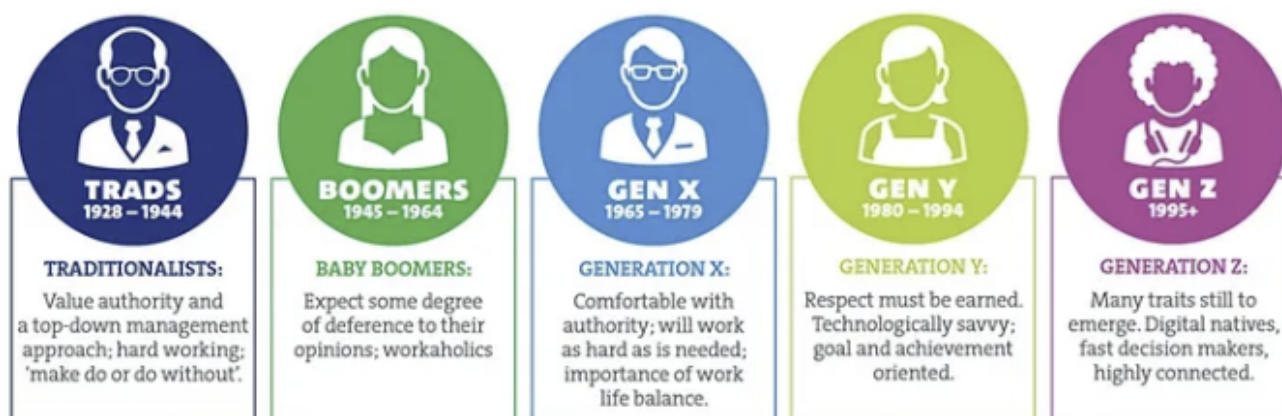 TRADS
1928 – 1944
TRADITIONALISTS:
Value authority and
a top-down management
approach; hard working;
‘make do or do without’.
BOOMERS
1945 – 1964
BABY BOOMERS:
Expect some degree
of deference to their
opinions; workaholics
GEN X
1965 – 1979
GENERATION X:
Comfortable with
authority; will work
as hard as is needed;
importance of work
life balance.
GEN Y
1980 – 1994
GENERATION Y:
Respect must be earned.
Technologically savvy;
goal and achievement
oriented.
GEN Z
1995+
GENERATION Z:
Many traits still to
emerge. Digital natives,
fast decision makers,
highly connected.